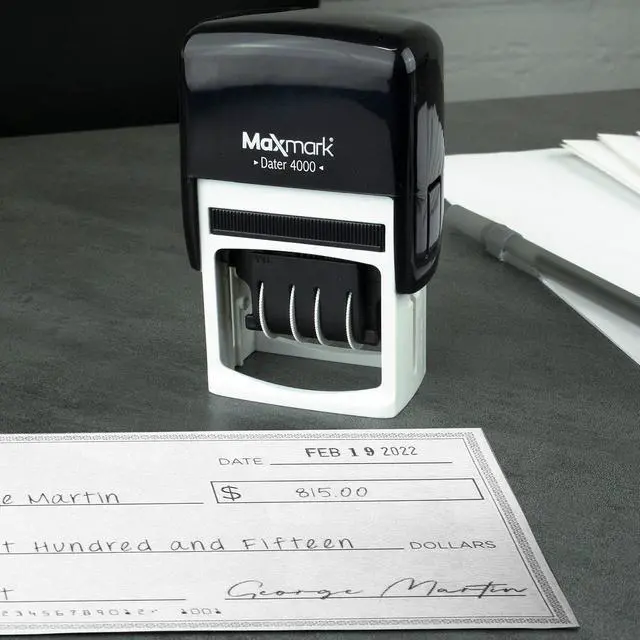 Maxmark®
▸Dater 4000◂
DATE FEB 19 2022
Martin $ 815.00
Hundred and Fifteen DOLLARS
George Martin